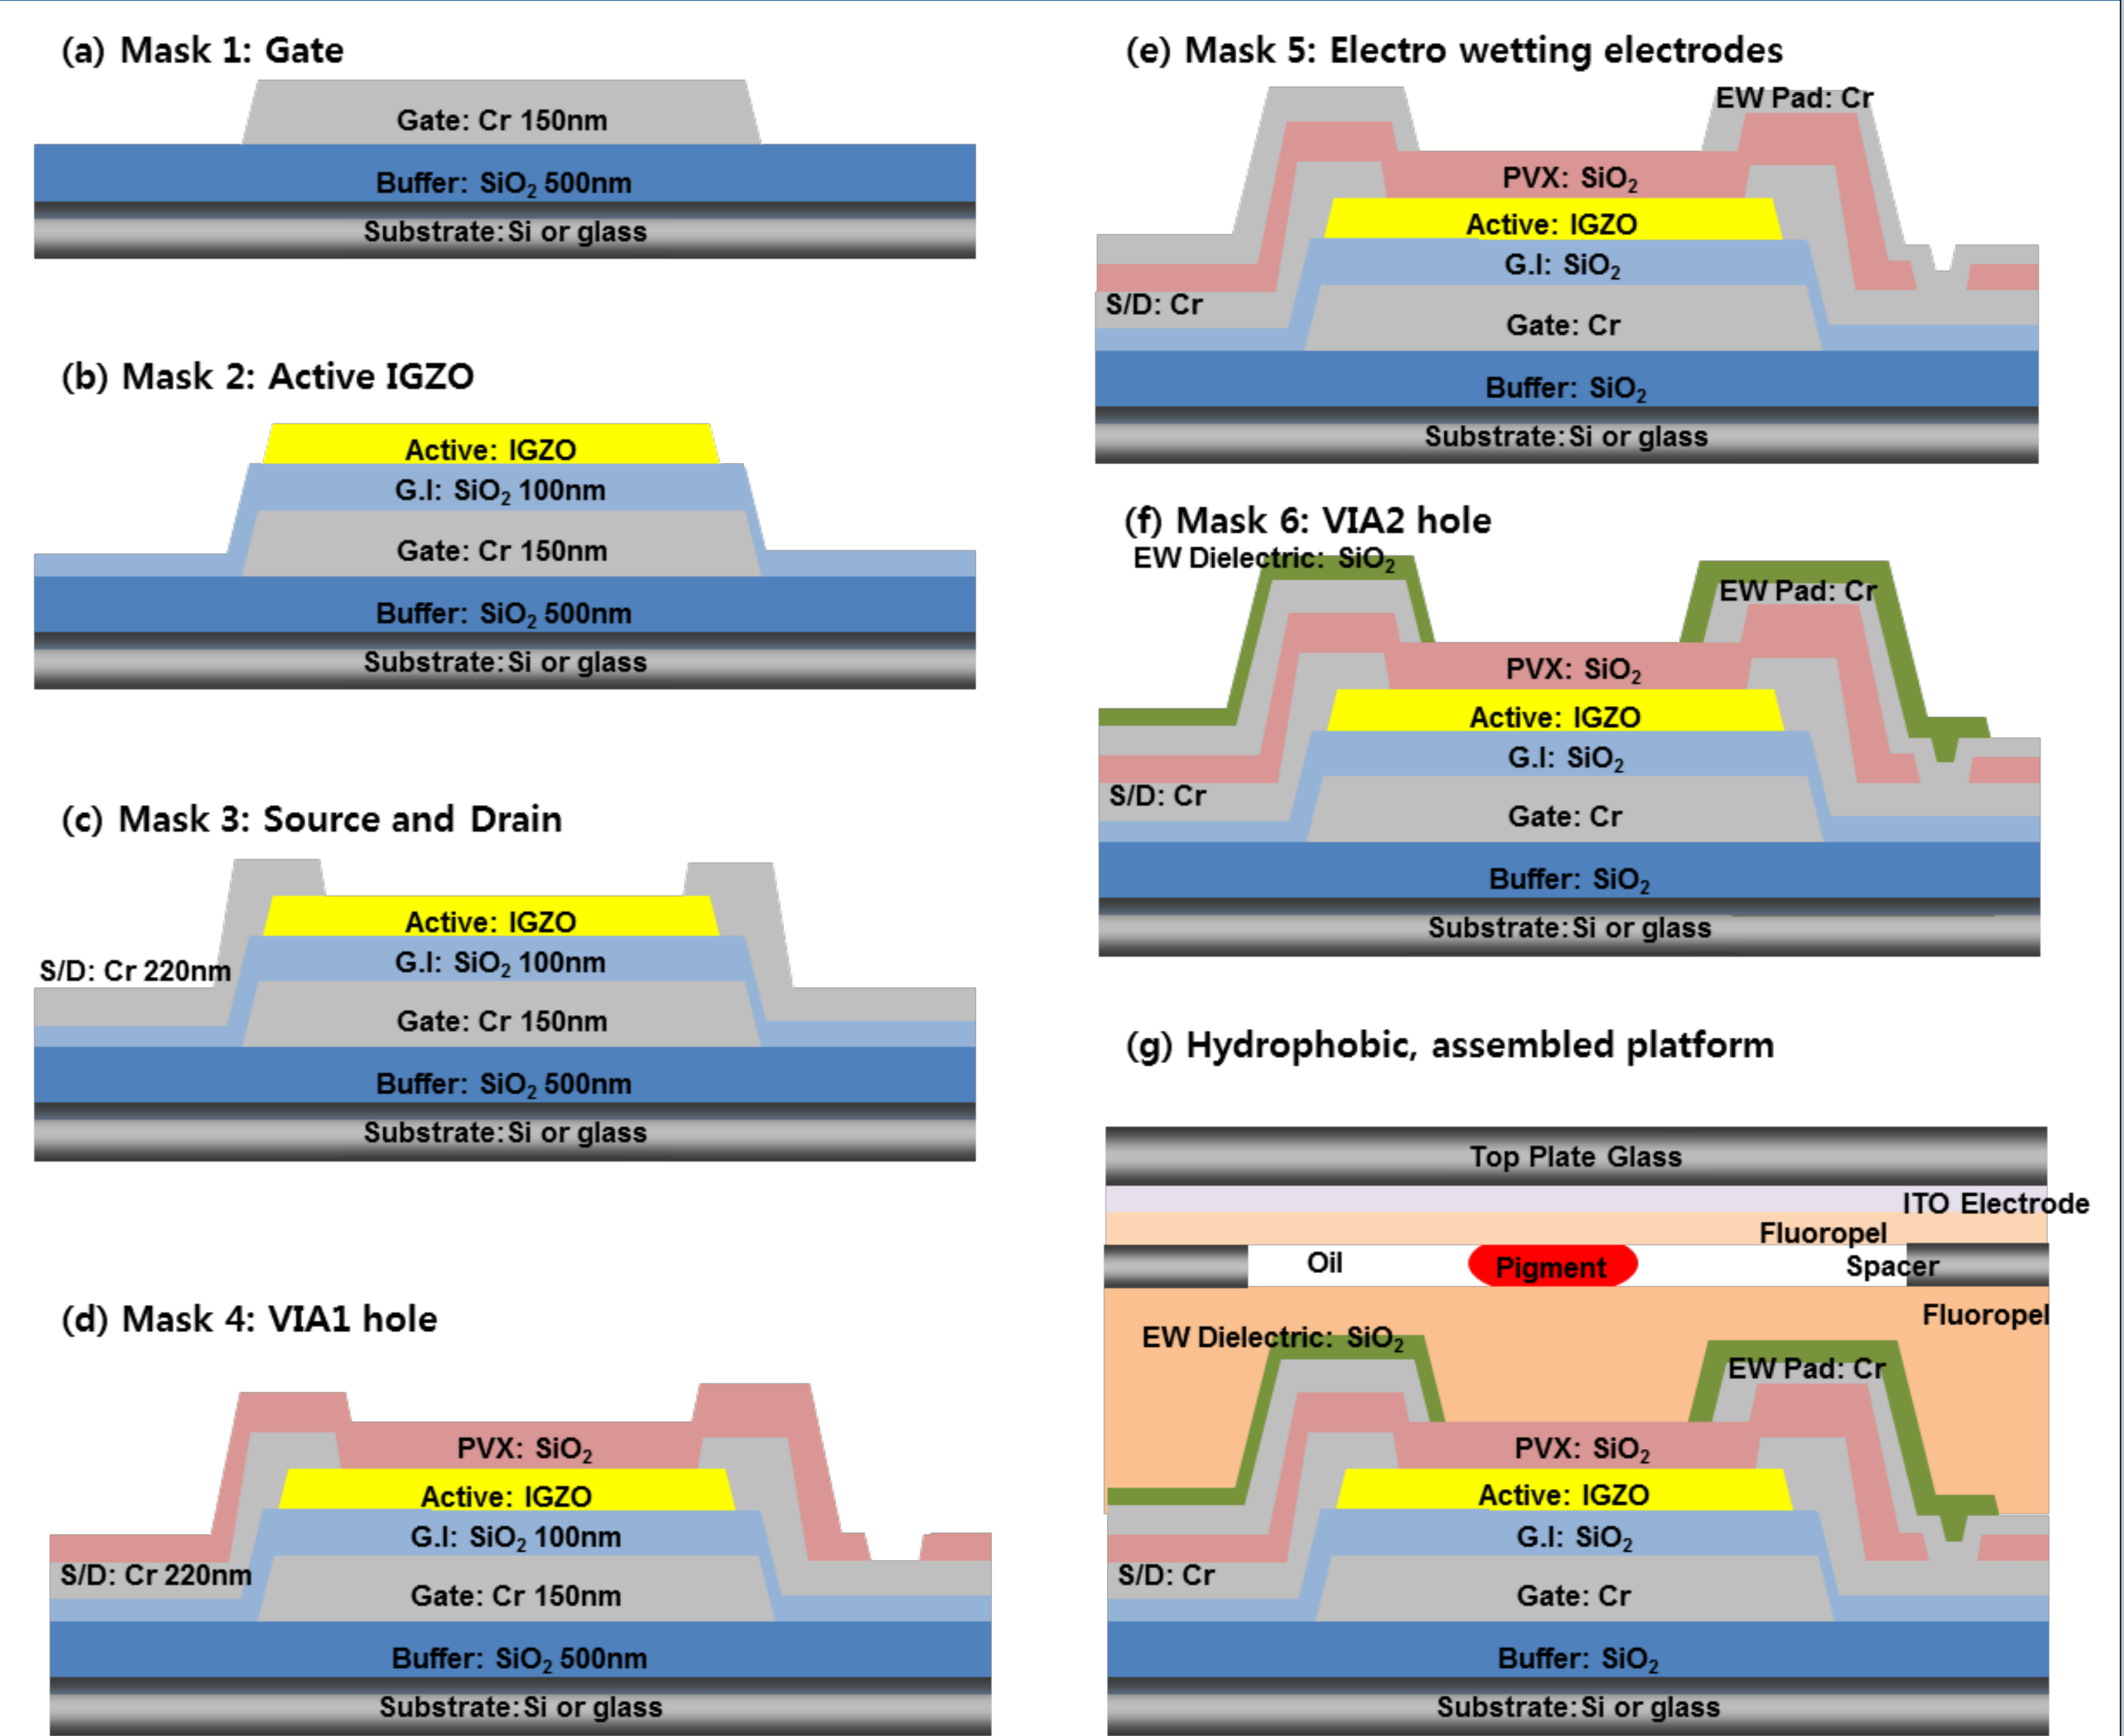 (a) Mask 1: Gate
Gate: Cr 150nm
Buffer: SiO₂ 500nm
Substrate: Si or glass
(b) Mask 2: Active IGZO
Active: IGZO
G.I: SiO₂ 100nm
Gate: Cr 150nm
Buffer: SiO₂ 500nm
Substrate: Si or glass
(c) Mask 3: Source and Drain
Active: IGZO
G.I: SiO₂ 100nm
S/D: Cr 220nm
Gate: Cr 150nm
Buffer: SiO₂ 500nm
Substrate: Si or glass
(d) Mask 4: VIA1 hole
PVX: SiO₂
Active: IGZO
G.I: SiO₂ 100nm
S/D: Cr 220nm
Gate: Cr 150nm
Buffer: SiO₂ 500nm
Substrate: Si or glass
(e) Mask 5: Electro wetting electrodes
EW Pad: Cr
PVX: SiO₂
Active: IGZO
G.I: SiO₂
S/D: Cr
Gate: Cr
Buffer: SiO₂
Substrate: Si or glass
(f) Mask 6: VIA2 hole
EW Dielectric: SiO₂
EW Pad: Cr
PVX: SiO₂
Active: IGZO
G.I: SiO₂
S/D: Cr
Gate: Cr
Buffer: SiO₂
Substrate: Si or glass
(g) Hydrophobic, assembled platform
Top Plate Glass
ITO Electrode
Fluoropel
Oil
Pigment
Spacer
Fluoropel
EW Dielectric: SiO₂
EW Pad: Cr
PVX: SiO₂
Active: IGZO
G.I: SiO₂
S/D: Cr
Gate: Cr
Buffer: SiO₂
Substrate: Si or glass